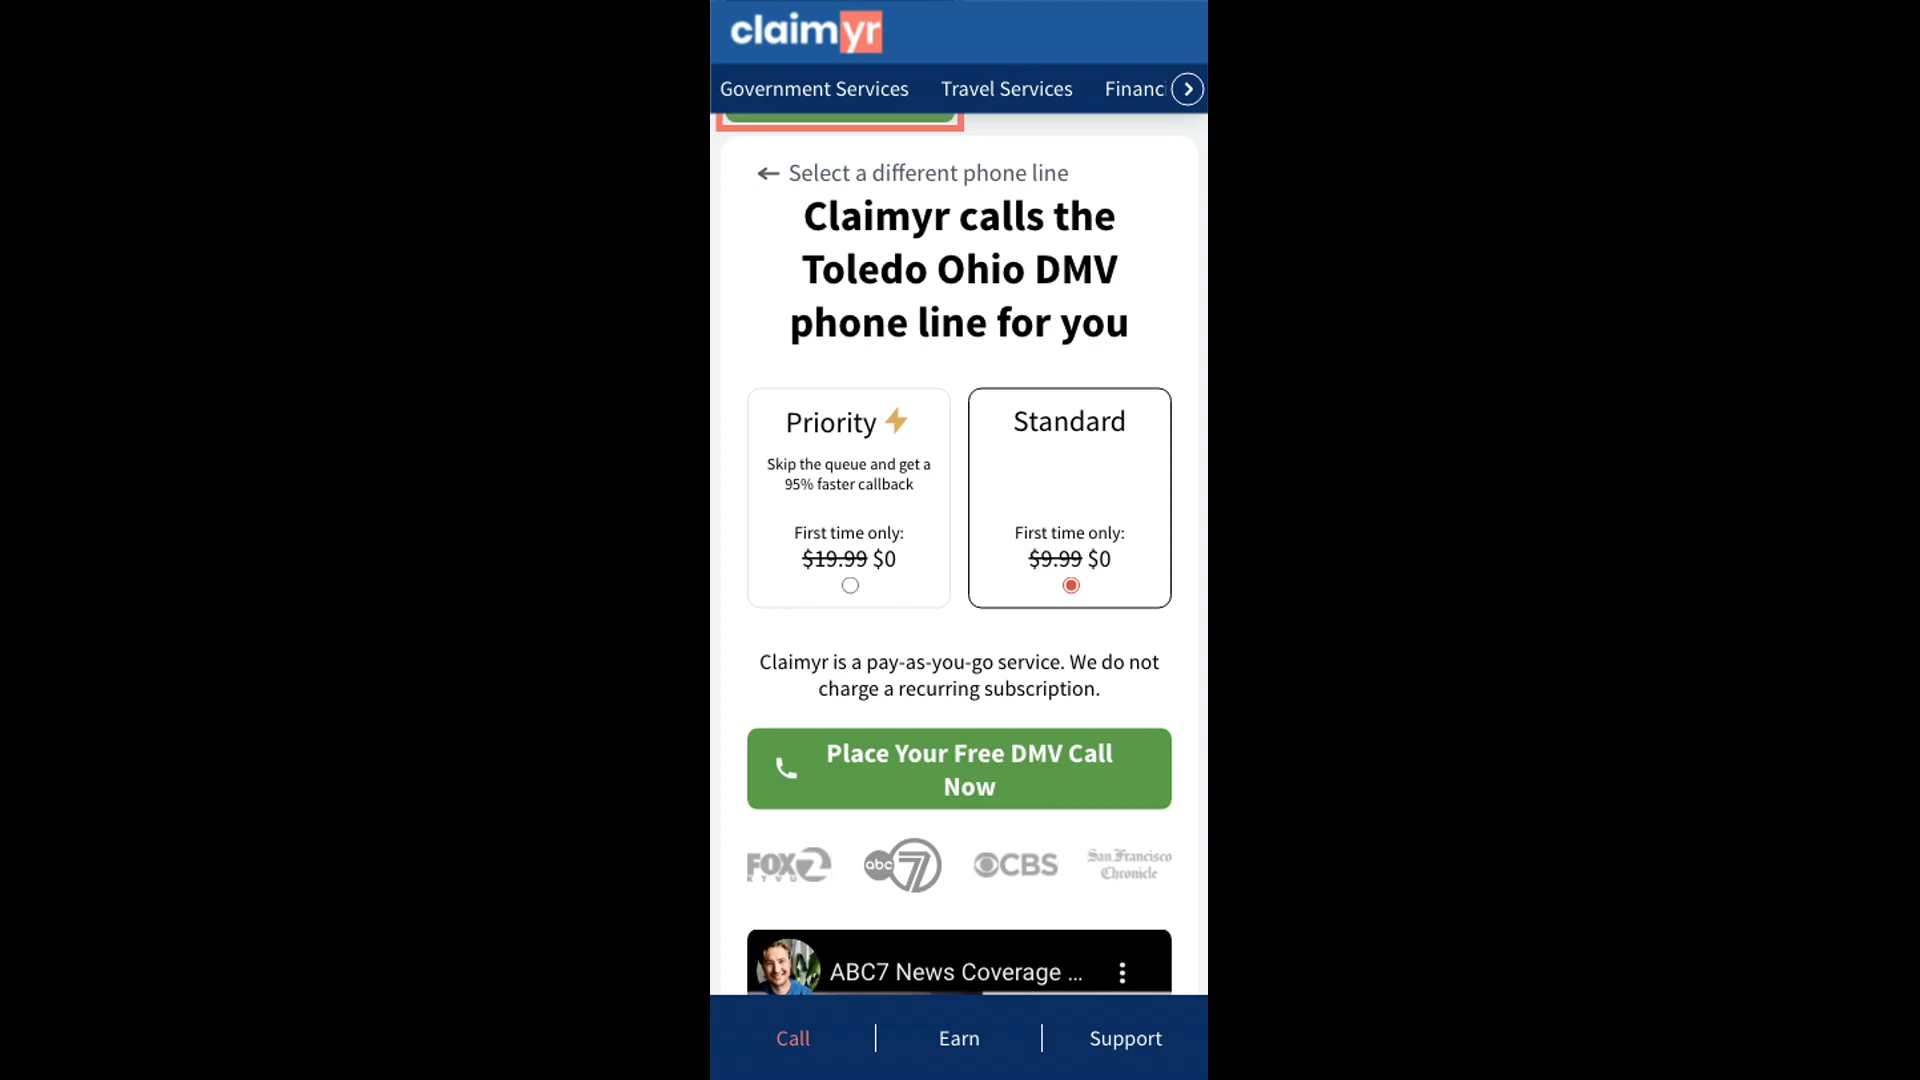 claimyr
Government Services Travel Services Financi
Select a different phone line
Claimyr calls the
Toledo Ohio DMV
phone line for you
Priority
Skip the queue and get a
95% faster callback
First time only:
$19.99 $0
Standard
First time only:
$9.99 $0
Claimyr is a pay-as-you-go service. We do not
charge a recurring subscription.
Place Your Free DMV Call
Now
FOX 2
KTVU
abc 7
CBS
San Francisco
Chronicle
ABC7 News Coverage ...
Call
Earn
Support